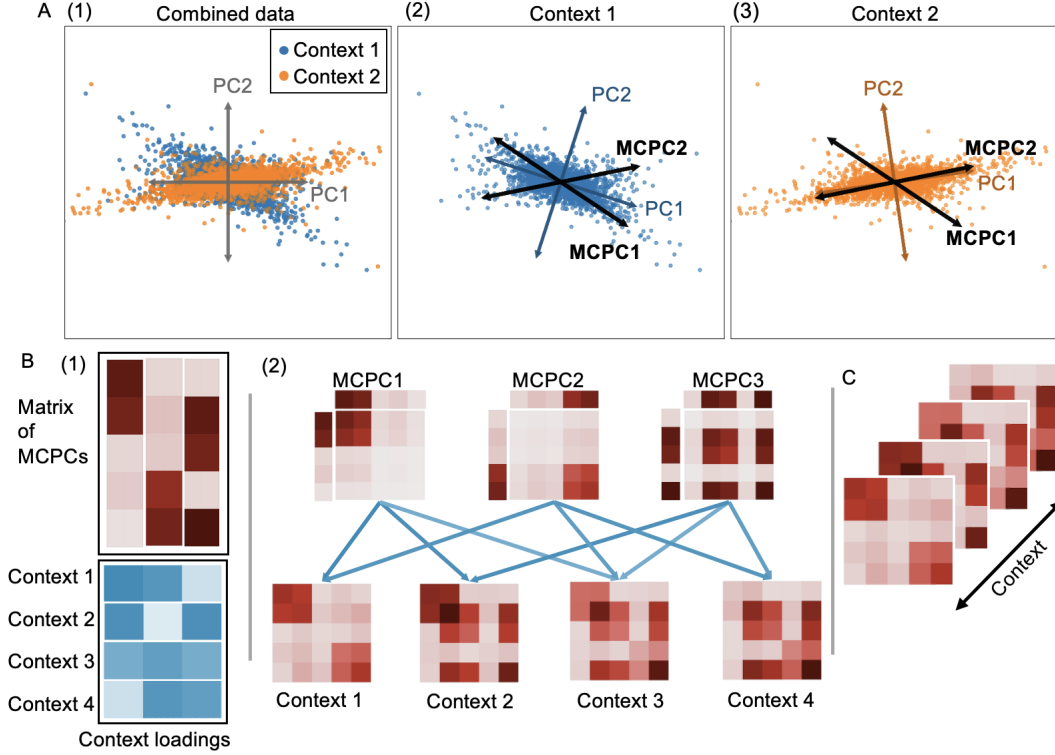 A (1) Combined data
(2) Context 1
(3) Context 2
Context 1
Context 2
PC2
PC1
PC2
MCPC2
PC1
MCPC1
PC2
MCPC2
PC1
MCPC1
B (1)
Matrix
of
MCPCs
Context 1
Context 2
Context 3
Context 4
Context loadings
(2)
MCPC1
MCPC2
MCPC3
Context 1
Context 2
Context 3
Context 4
C
Context